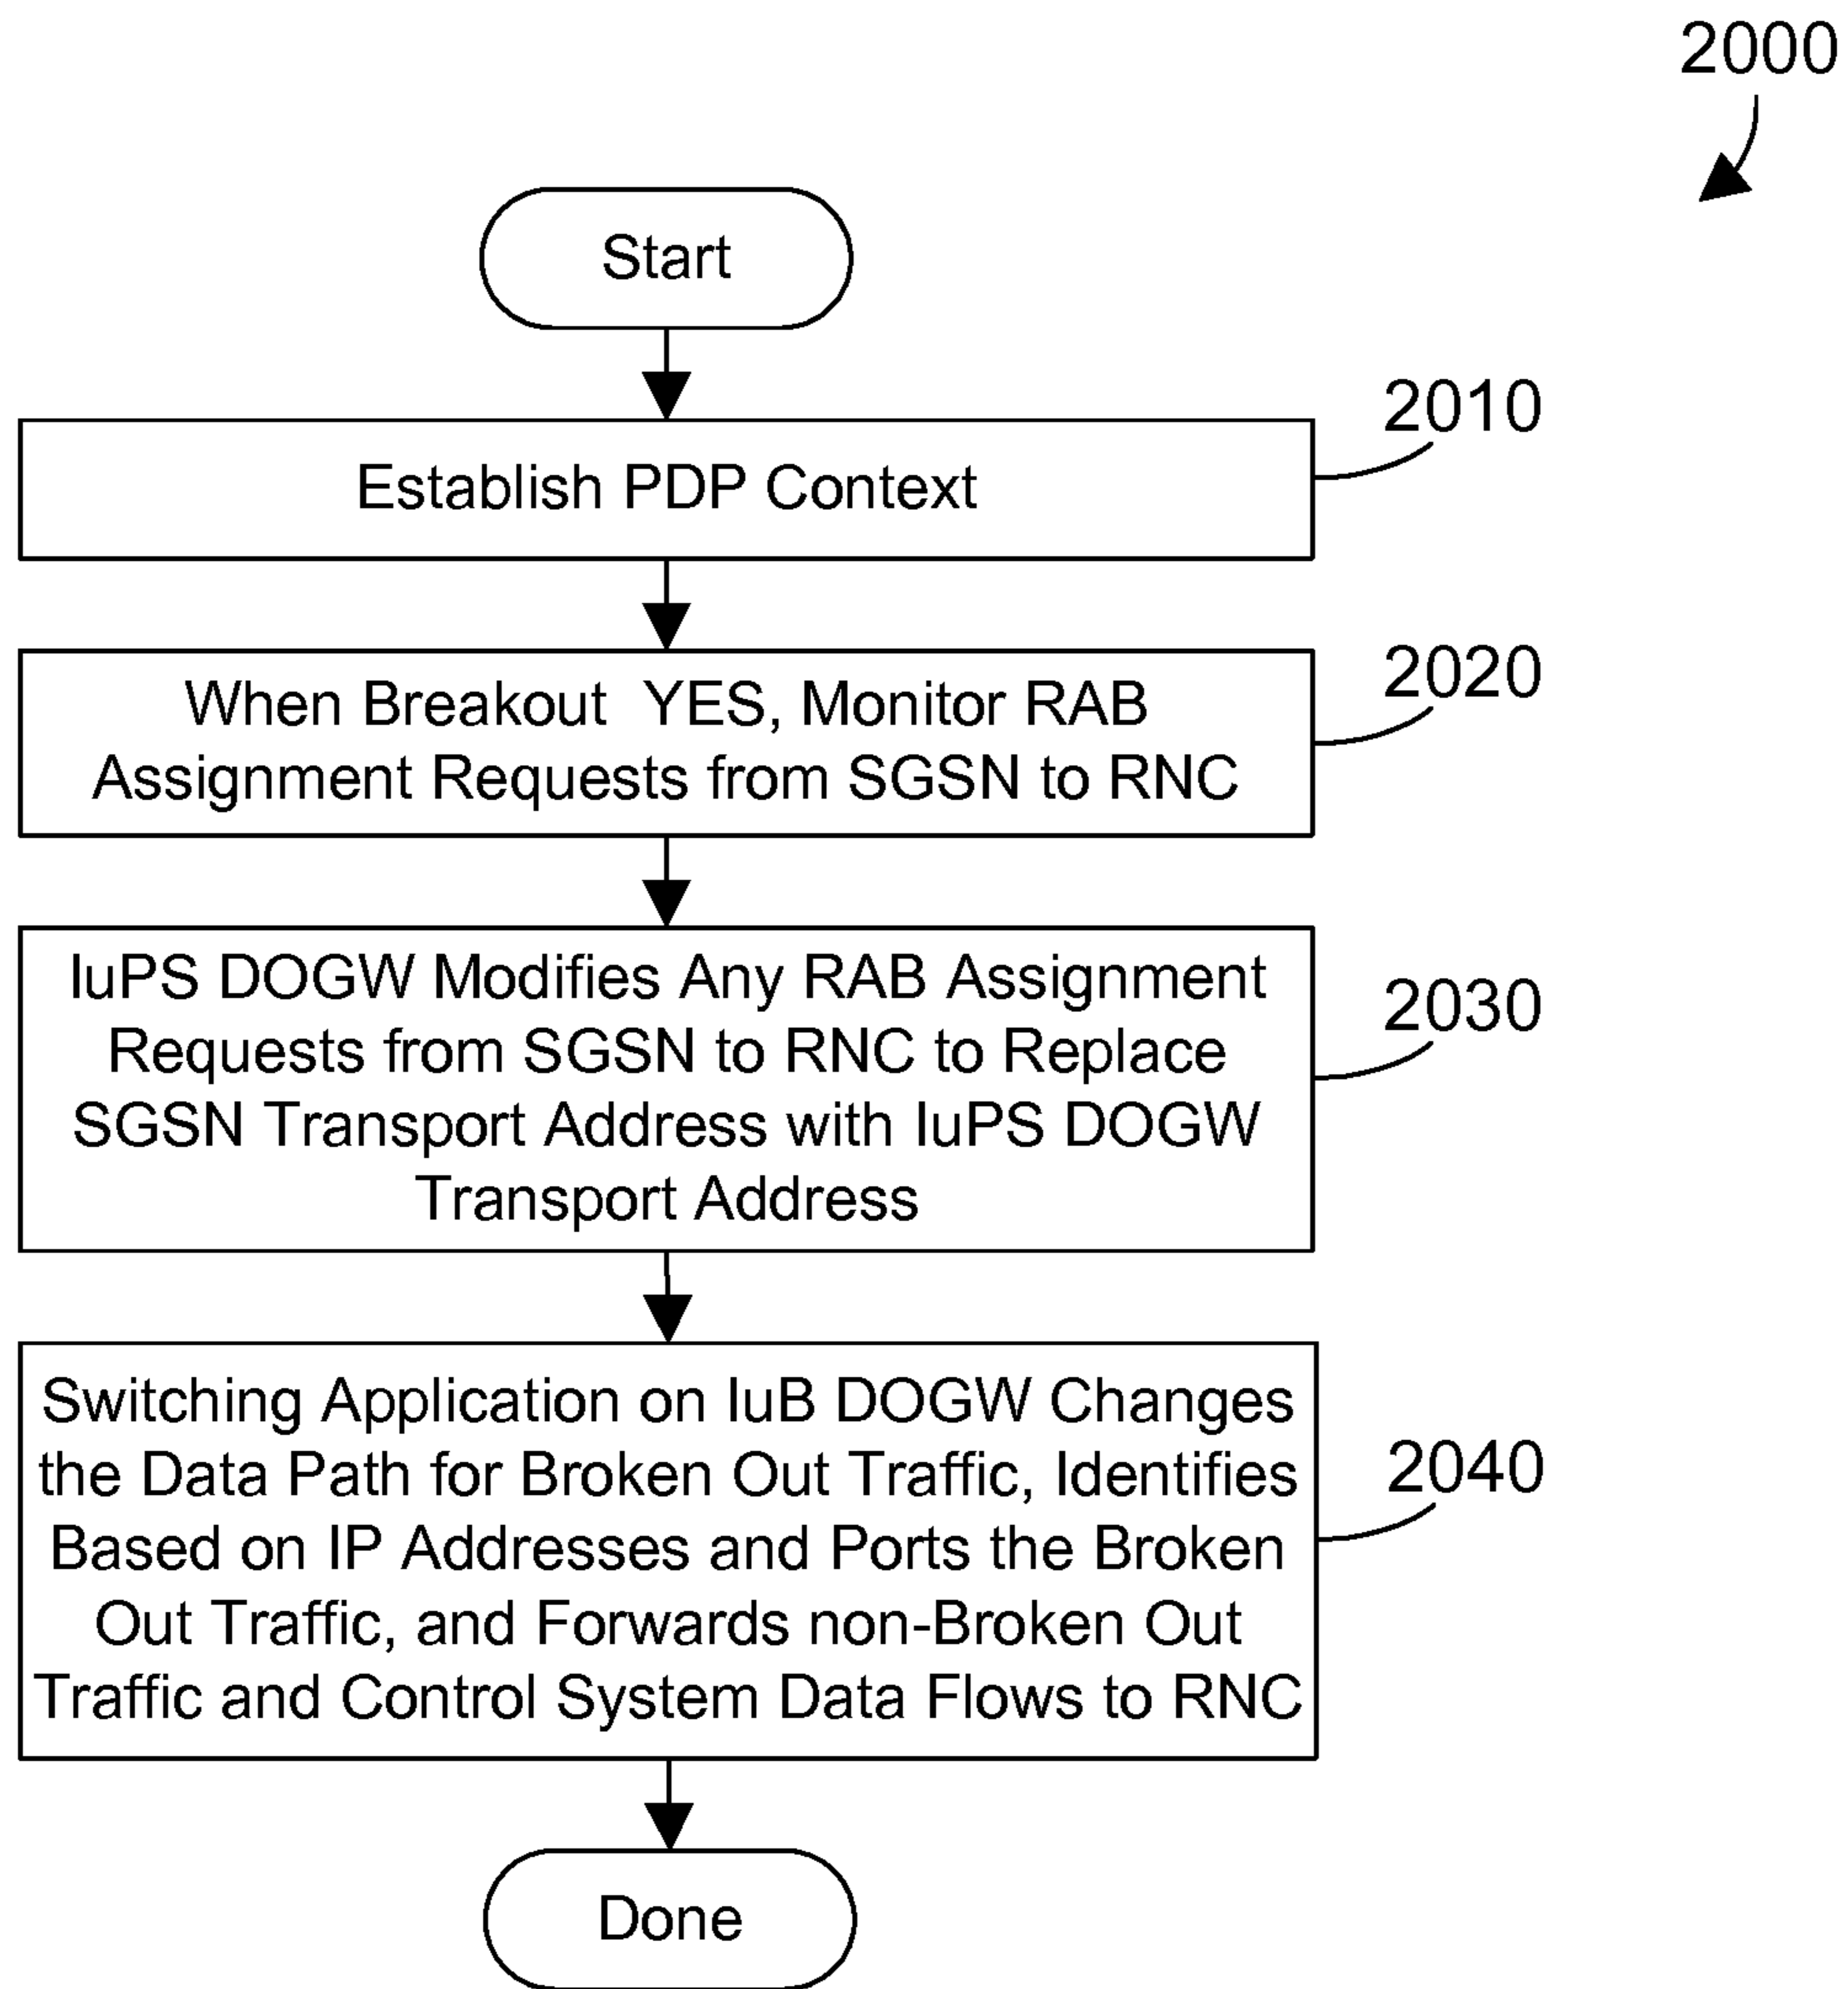 2000
Start
2010
Establish PDP Context
2020
When Breakout YES, Monitor RAB
Assignment Requests from SGSN to RNC
2030
IuPS DOGW Modifies Any RAB Assignment
Requests from SGSN to RNC to Replace
SGSN Transport Address with IuPS DOGW
Transport Address
2040
Switching Application on IuB DOGW Changes
the Data Path for Broken Out Traffic, Identifies
Based on IP Addresses and Ports the Broken
Out Traffic, and Forwards non-Broken Out
Traffic and Control System Data Flows to RNC
Done